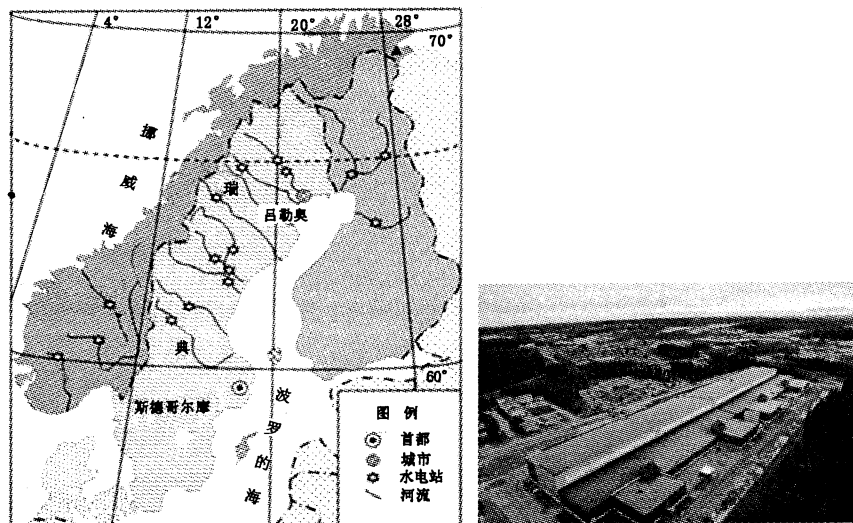 4° 12° 20° 28°
70°
挪
威
海
瑞
吕勒奥
典
60°
斯德哥尔摩
波
罗
的
海
图 例
首都
城市
水电站
河流